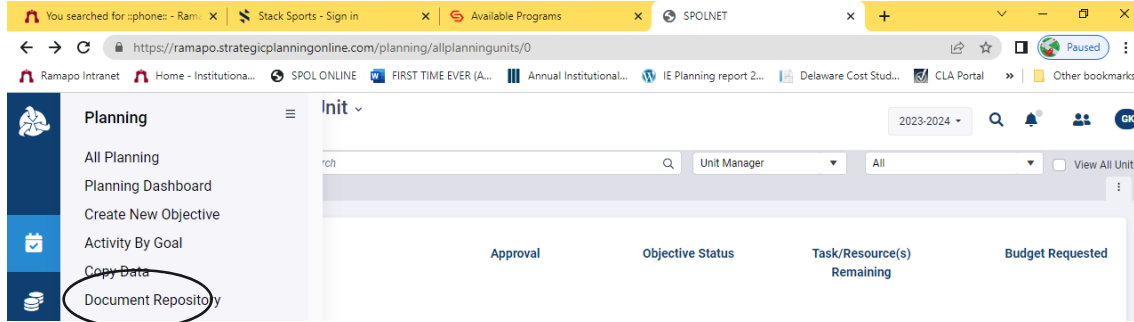 You searched for ::phone:: - Rama
Stack Sports - Sign in
Available Programs
SPOLNET
https://ramapo.strategicplanningonline.com/planning/allplanningunits/0
Paused
Ramapo Intranet
Home - Instituciona...
SPOL ONLINE
FIRST TIME EVER (A...
Annual Institutional...
IE Planning report 2...
Delaware Cost Stud...
CLA Portal
»
Other bookmarks
Planning
Unit
2023-2024
GK
All Planning
rch
Unit Manager
All
View All Unit
Planning Dashboard
Create New Objective
Activity By Goal
Approval
Objective Status
Task/Resource(s)
Remaining
Budget Requested
Copy Data
Document Repository